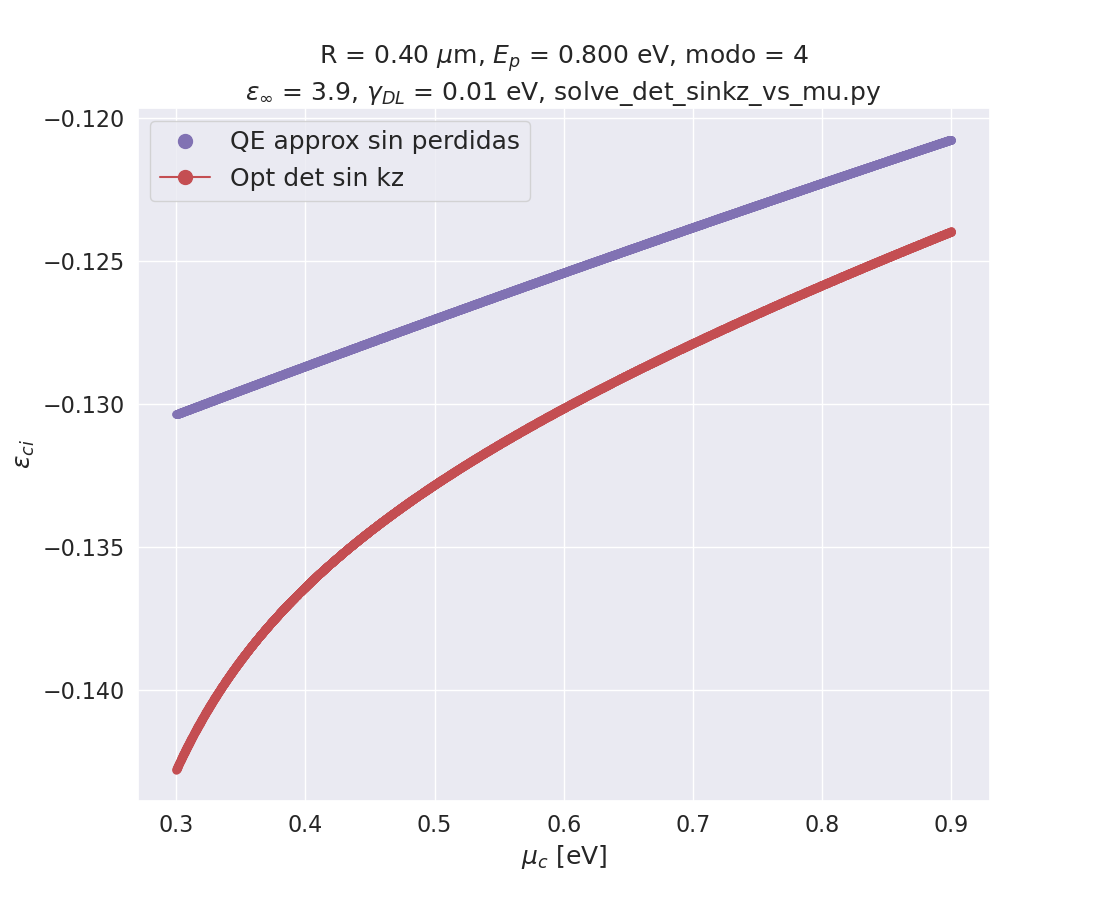 R = 0.40 μm, E_p = 0.800 eV, modo = 4
ε_∞ = 3.9, γ_DL = 0.01 eV, solve_det_sinkz_vs_mu.py
QE approx sin perdidas
Opt det sin kz
−0.120
−0.125
−0.130
−0.135
−0.140
ε_ci
0.3 0.4 0.5 0.6 0.7 0.8 0.9
μ_c [eV]